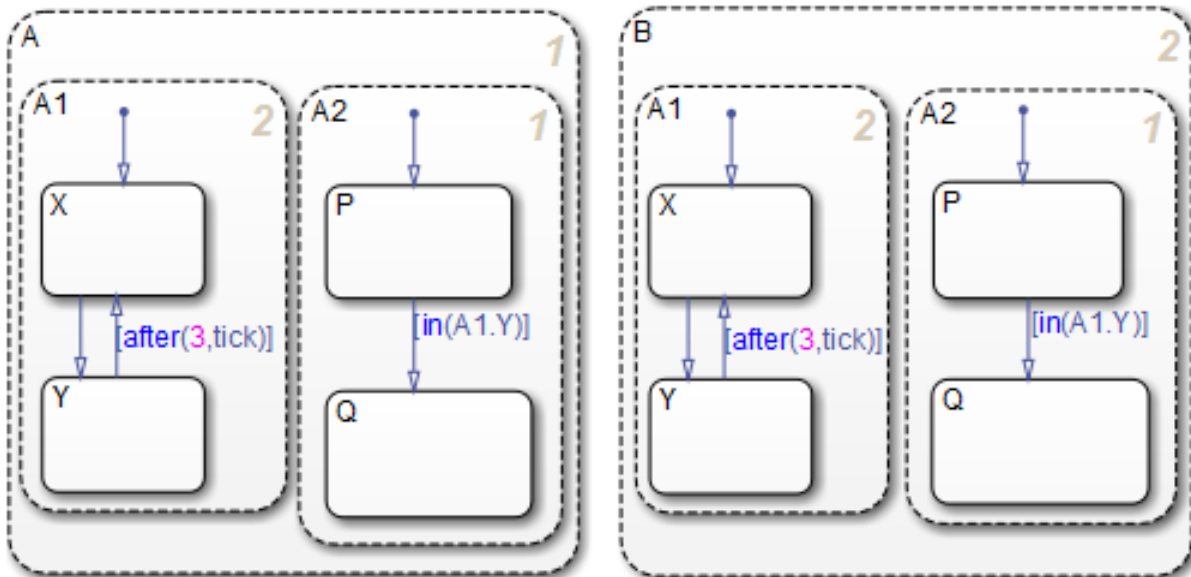 A
1
A1
2
X
[after(3,tick)]
Y
A2
1
P
[in(A1.Y)]
Q
B
2
A1
2
X
[after(3,tick)]
Y
A2
1
P
[in(A1.Y)]
Q